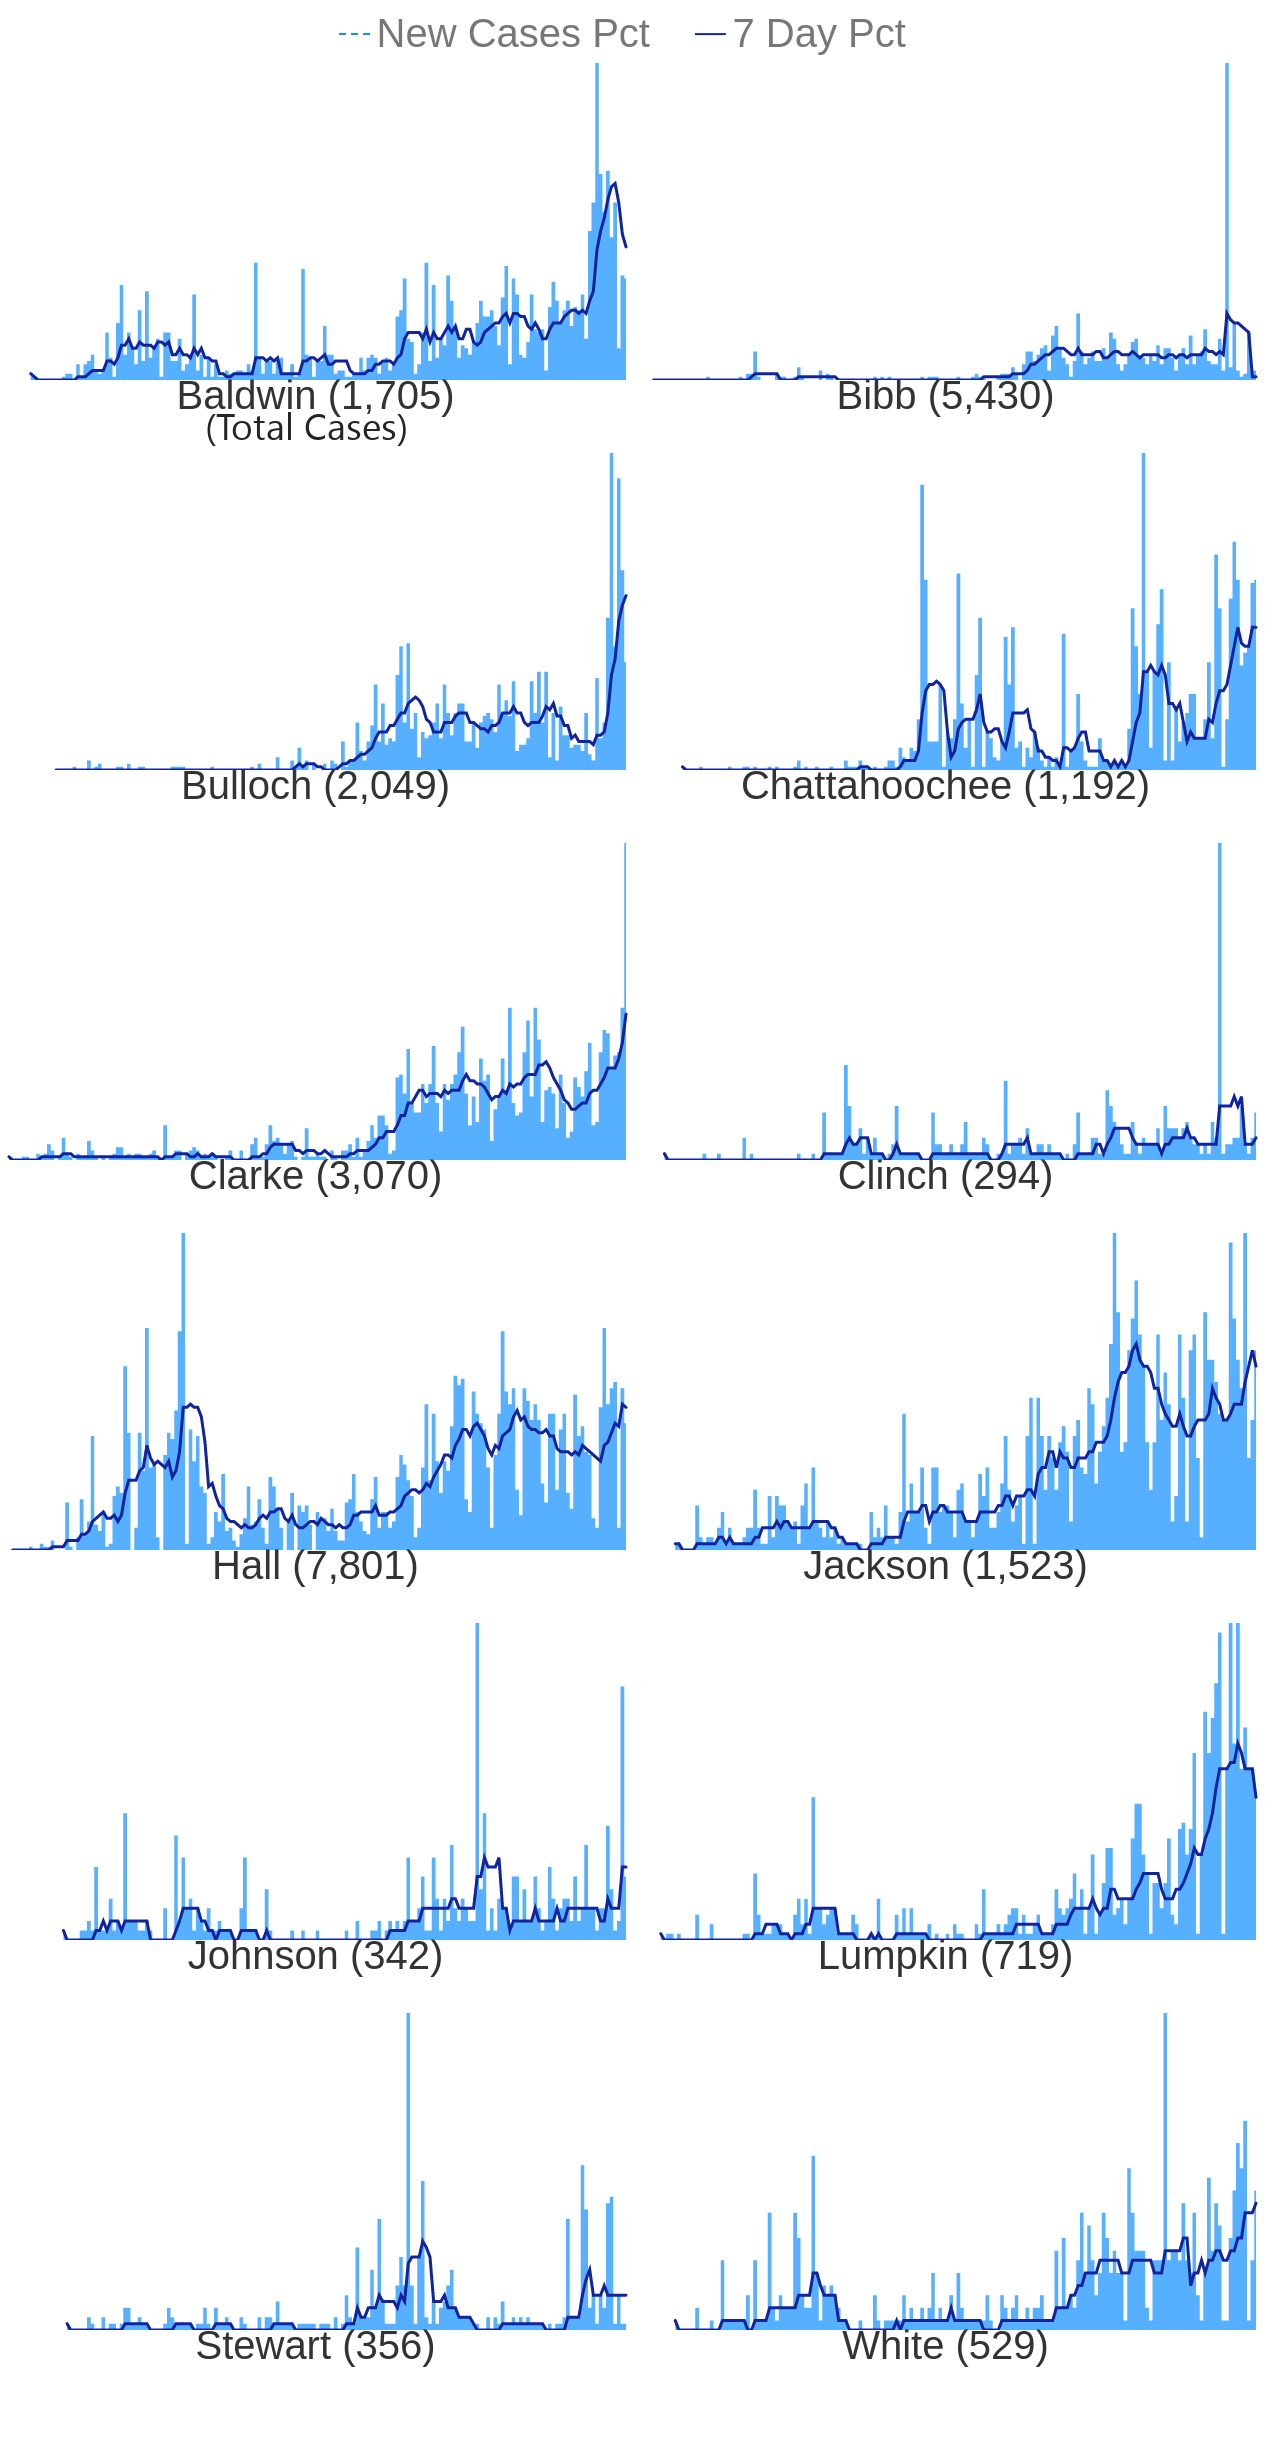 New Cases Pct 7 Day Pct
Baldwin (1,705) Bibb (5,430)
(Total Cases)
Bulloch (2,049) Chattahoochee (1,192)
Clarke (3,070) Clinch (294)
Hall (7,801) Jackson (1,523)
Johnson (342) Lumpkin (719)
Stewart (356) White (529)